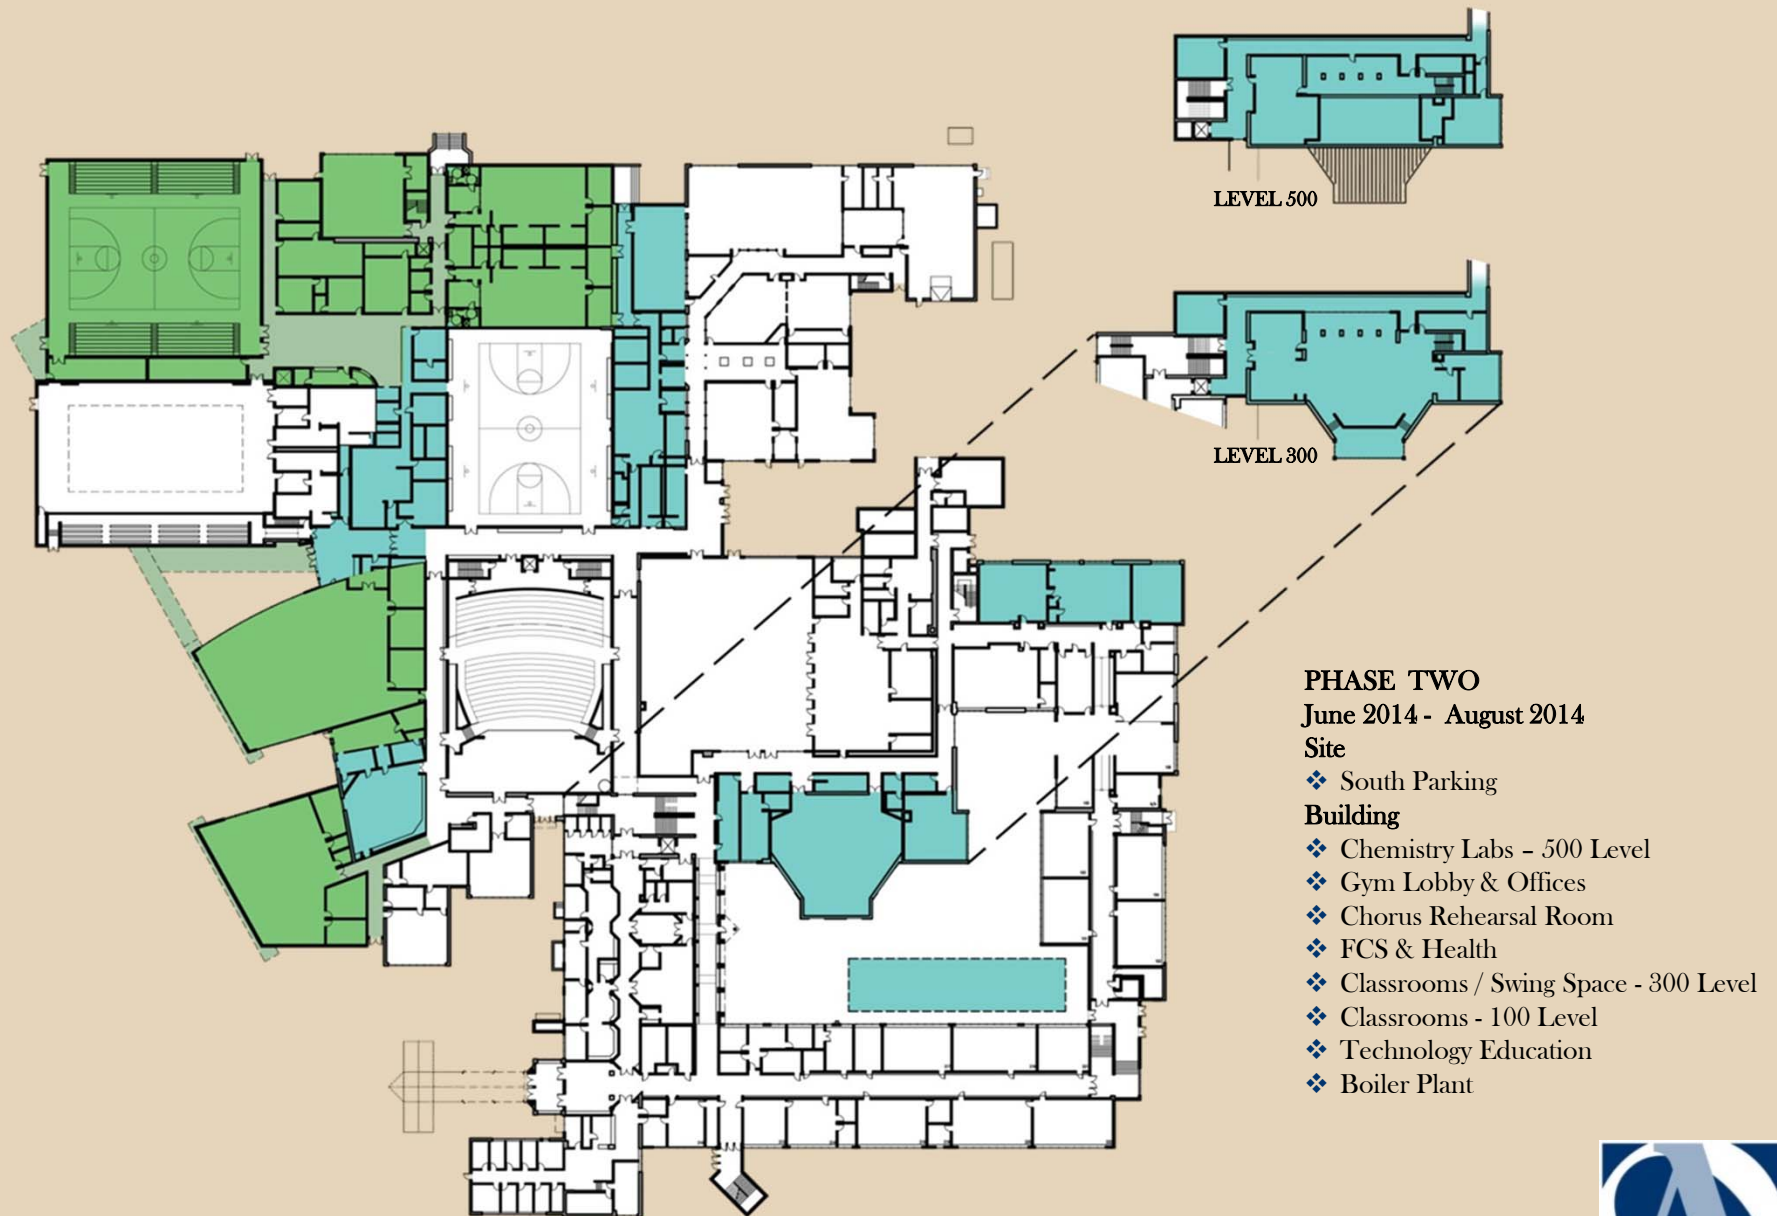 LEVEL 500
LEVEL 300
PHASE TWO
June 2014 - August 2014
Site
❖ South Parking
Building
❖ Chemistry Labs – 500 Level
❖ Gym Lobby & Offices
❖ Chorus Rehearsal Room
❖ FCS & Health
❖ Classrooms / Swing Space - 300 Level
❖ Classrooms - 100 Level
❖ Technology Education
❖ Boiler Plant